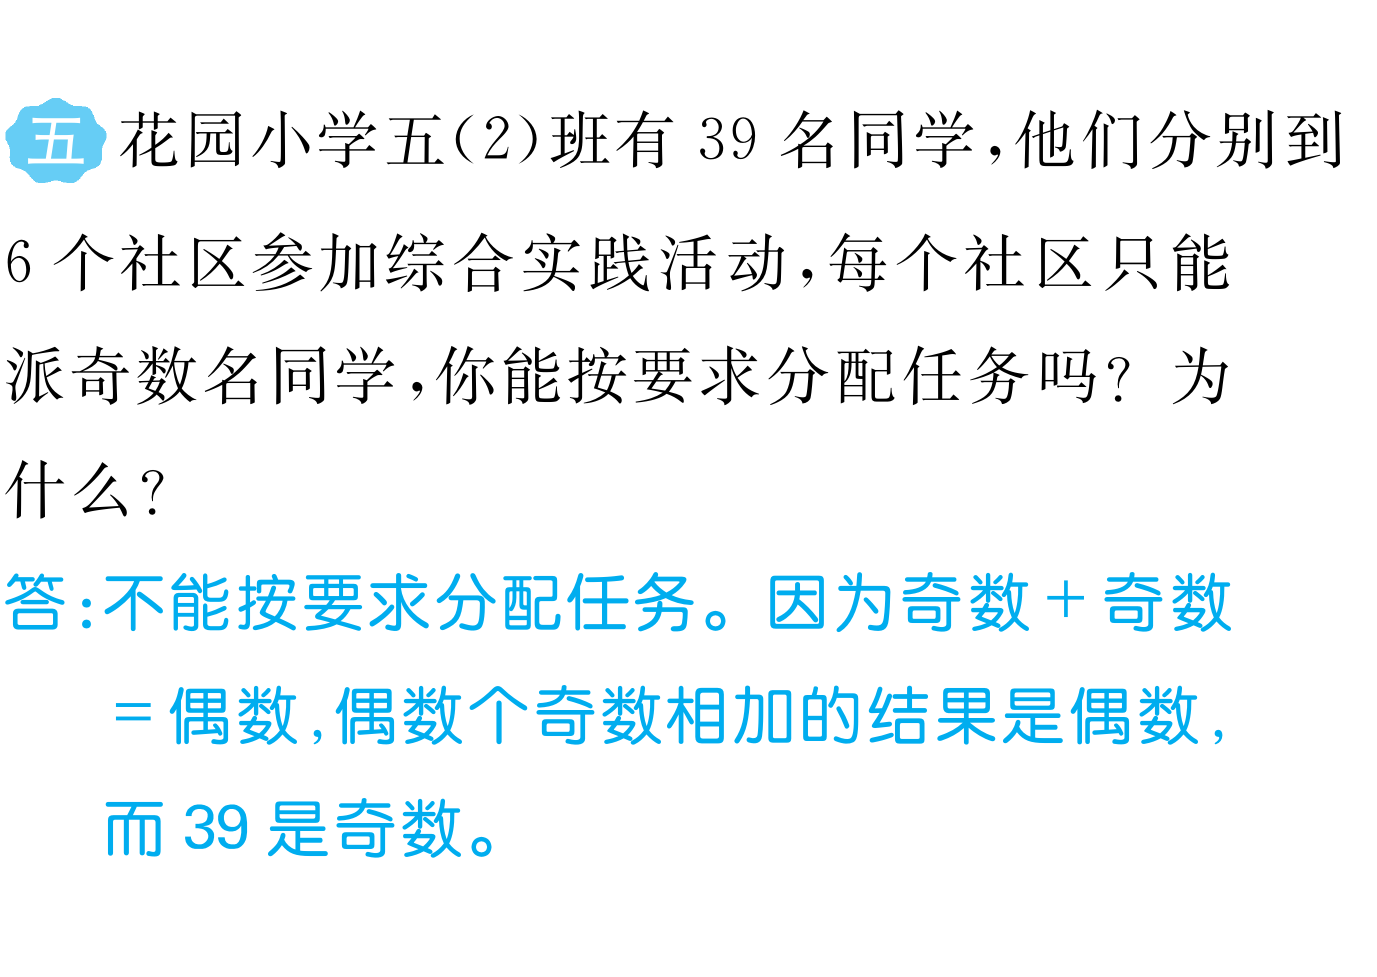 五 花园小学五(2)班有 39 名同学,他们分别到
6 个社区参加综合实践活动,每个社区只能
派奇数名同学,你能按要求分配任务吗? 为
什么?
答:不能按要求分配任务。因为奇数+奇数
=偶数,偶数个奇数相加的结果是偶数,
而 39 是奇数。